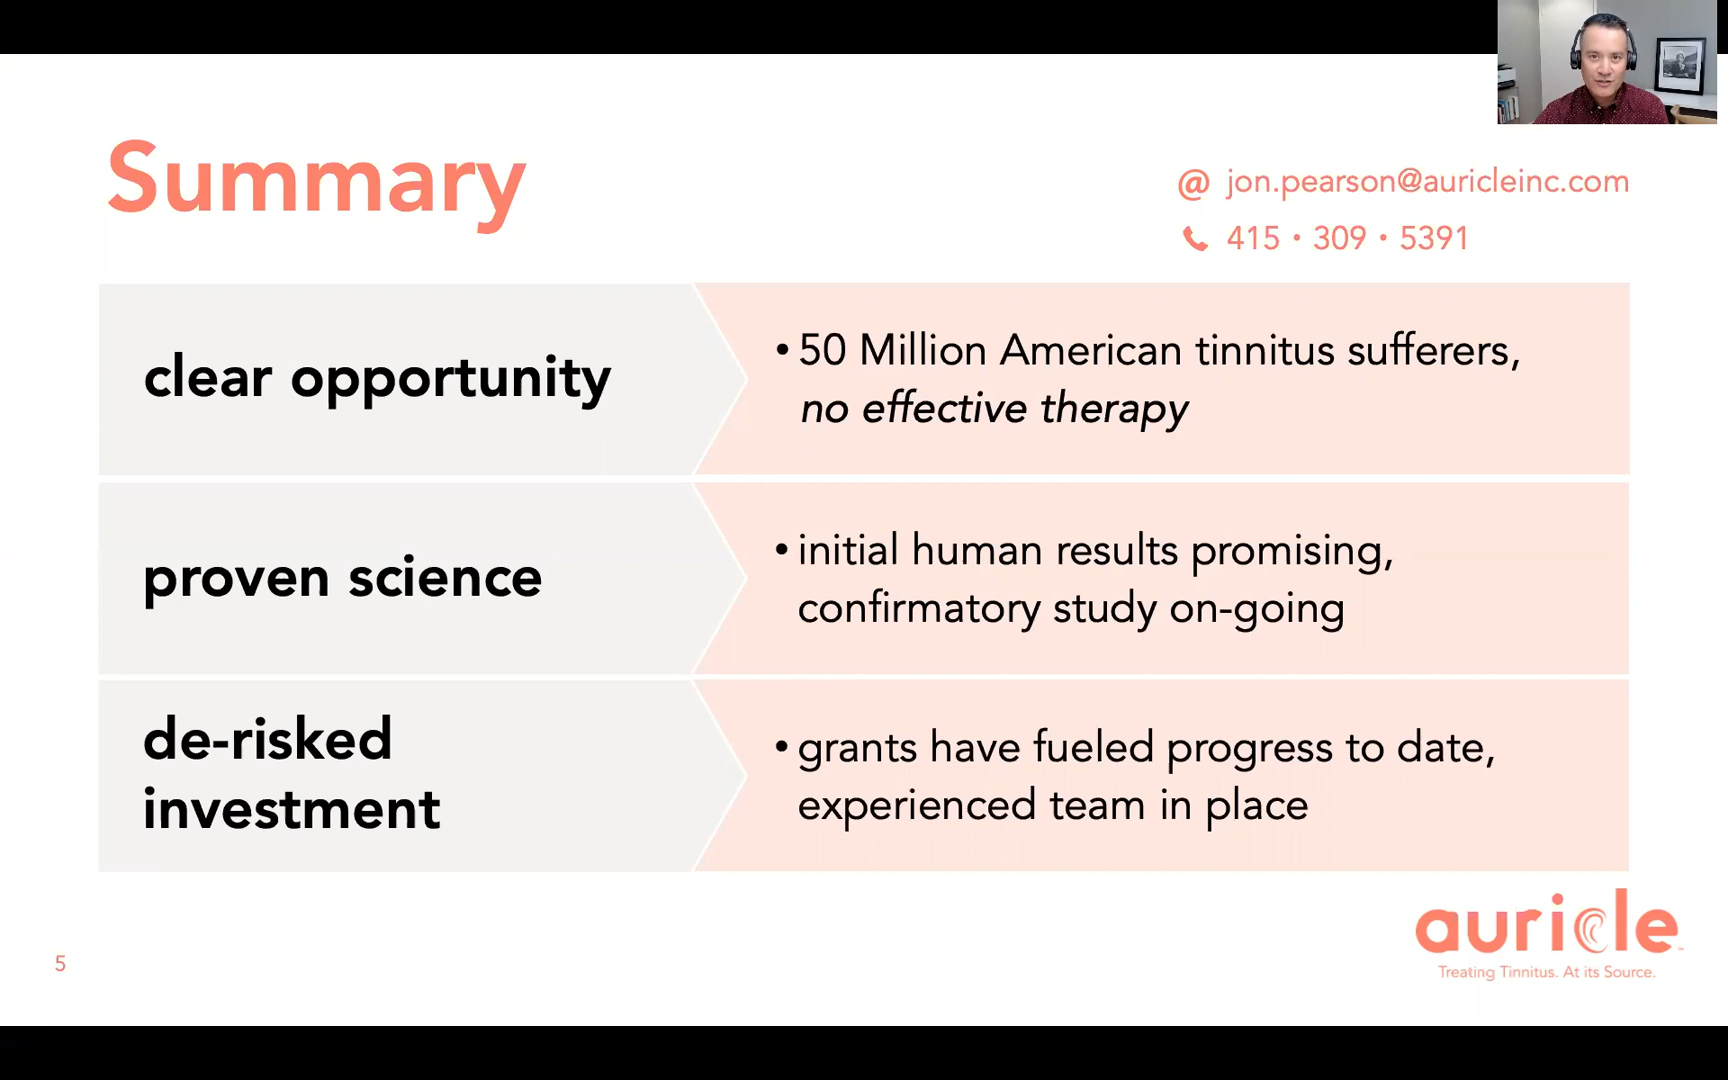 Summary
@ jon.pearson@auricleinc.com
415 • 309 • 5391
clear opportunity
• 50 Million American tinnitus sufferers,
no effective therapy
proven science
• initial human results promising,
confirmatory study on-going
de-risked
investment
• grants have fueled progress to date,
experienced team in place
auricle
Treating Tinnitus. At its Source.
5